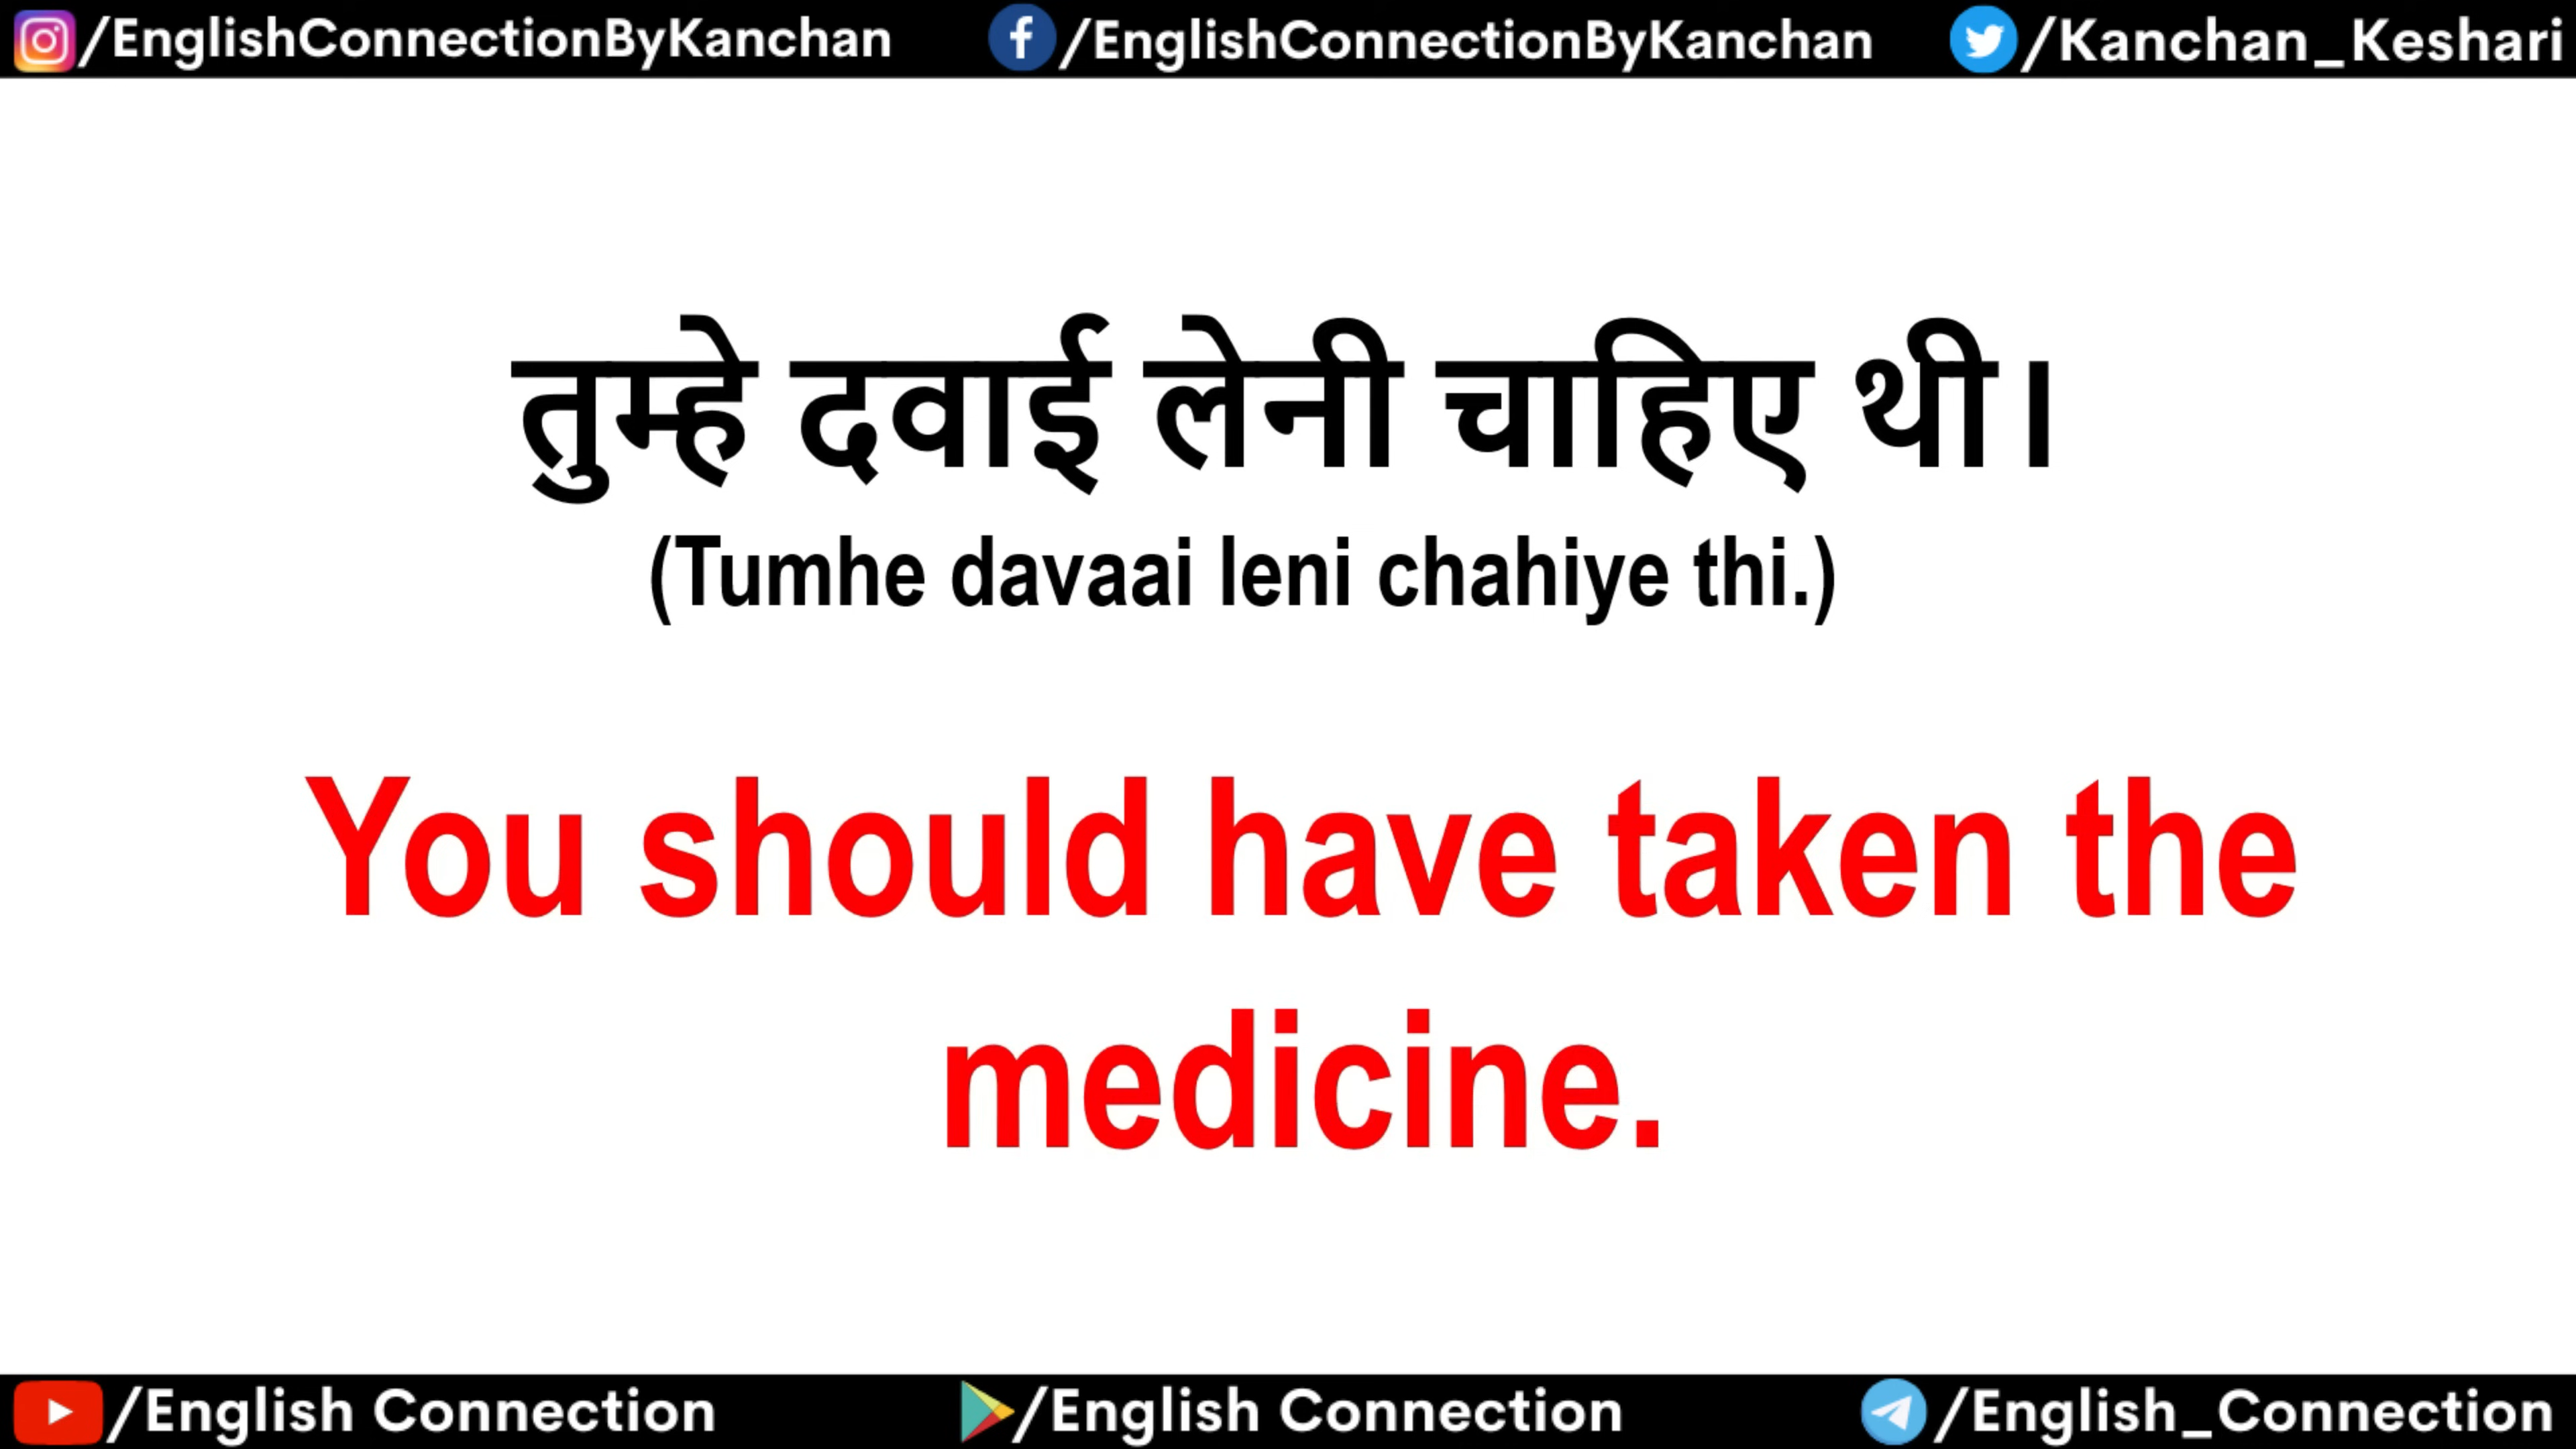 /EnglishConnectionByKanchan /EnglishConnectionByKanchan /Kanchan_Keshari
तुम्हे दवाई लेनी चाहिए थी।
(Tumhe davaai leni chahiye thi.)
You should have taken the
medicine.
/English Connection /English Connection /English_Connection